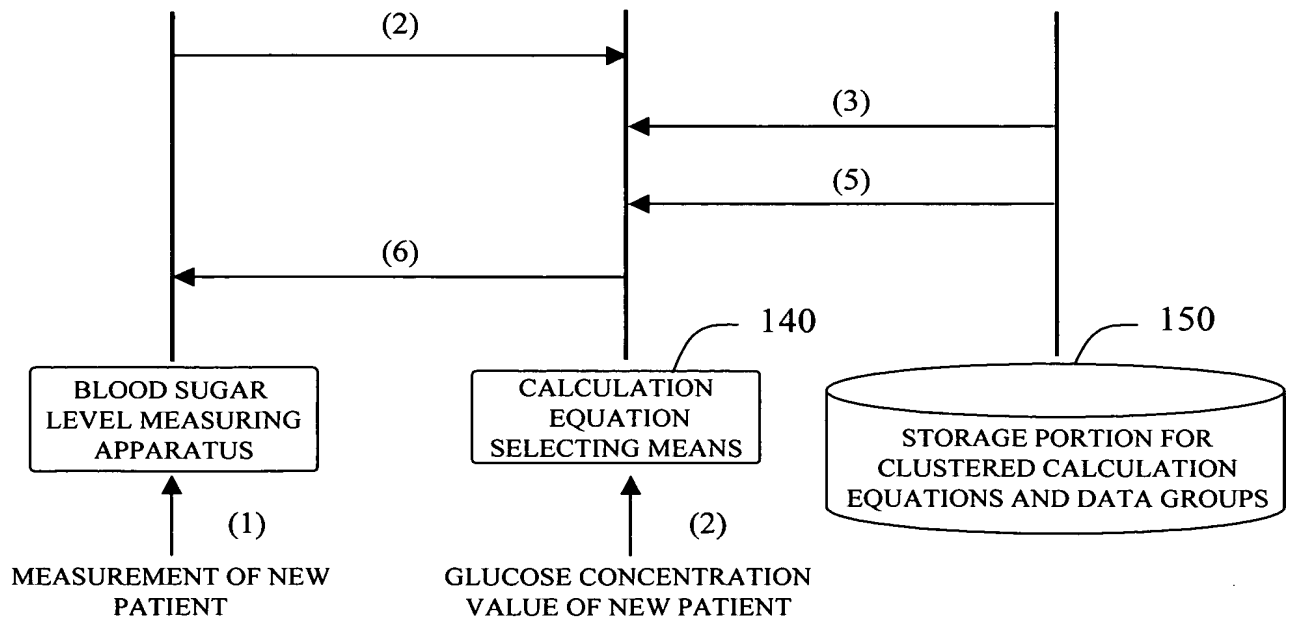 (2)
(3)
(5)
(6)
140
150
BLOOD SUGAR
LEVEL MEASURING
APPARATUS
CALCULATION
EQUATION
SELECTING MEANS
STORAGE PORTION FOR
CLUSTERED CALCULATION
EQUATIONS AND DATA GROUPS
(1)
(2)
MEASUREMENT OF NEW
PATIENT
GLUCOSE CONCENTRATION
VALUE OF NEW PATIENT